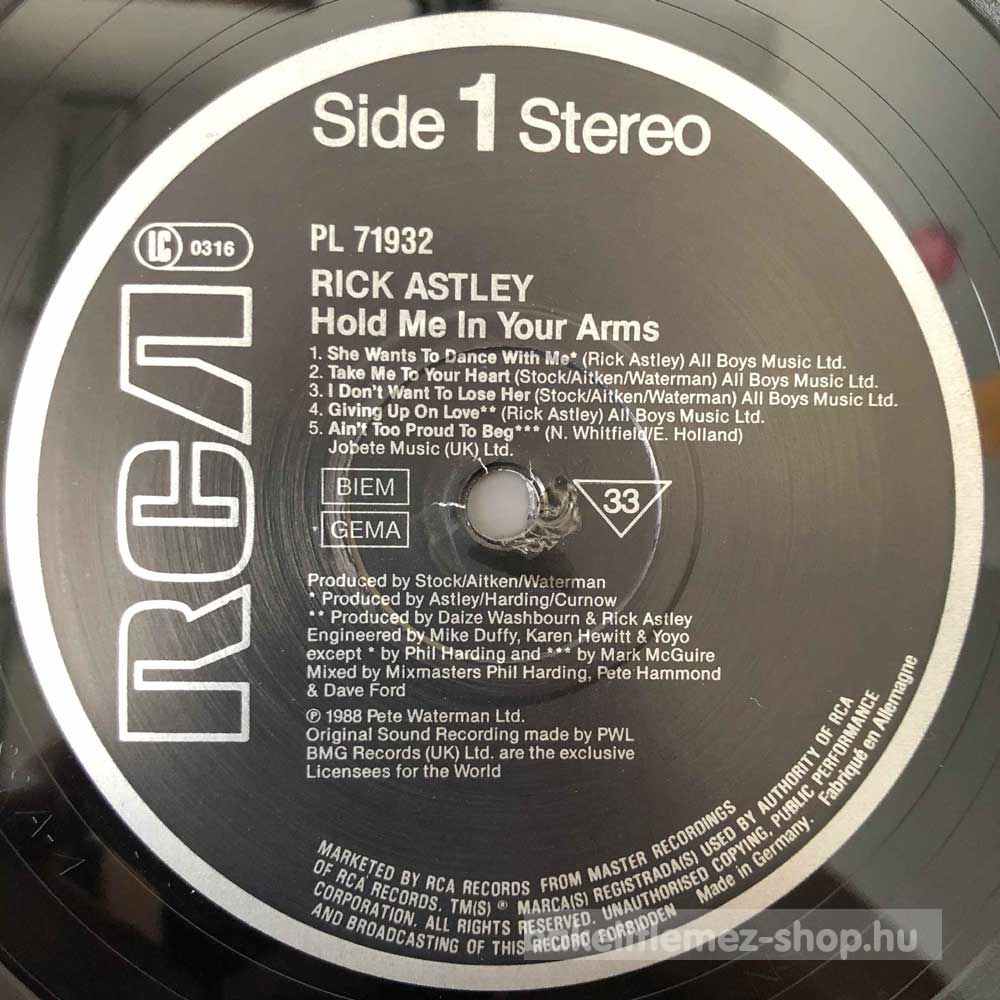 Side 1 Stereo
LC 0316
PL 71932
RICK ASTLEY
Hold Me In Your Arms
1. She Wants To Dance With Me* (Rick Astley) All Boys Music Ltd.
2. Take Me To Your Heart (Stock/Aitken/Waterman) All Boys Music Ltd.
3. I Don't Want To Lose Her (Stock/Aitken/Waterman) All Boys Music Ltd.
4. Giving Up On Love** (Rick Astley) All Boys Music Ltd.
5. Ain't Too Proud To Beg*** (N. Whitfield/E. Holland)
Jobete Music (UK) Ltd.
RCA
BIEM
GEMA
33
Produced by Stock/Aitken/Waterman
* Produced by Astley/Harding/Curnow
** Produced by Daize Washbourn & Rick Astley
Engineered by Mike Duffy, Karen Hewitt & Yoyo
except * by Phil Harding and *** by Mark McGuire
Mixed by Mixmasters Phil Harding, Pete Hammond
& Dave Ford
℗ 1988 Pete Waterman Ltd.
Original Sound Recording made by PWL
BMG Records (UK) Ltd. are the exclusive
Licensees for the World
MARKETED BY RCA RECORDS FROM MASTER RECORDINGS
OF RCA RECORDS, TM(S) ® MARCA(S) REGISTRADA(S) USED BY AUTHORITY OF RCA
CORPORATION. ALL RIGHTS RESERVED. UNAUTHORISED COPYING, PUBLIC PERFORMANCE
AND BROADCASTING OF THIS RECORD FORBIDDEN Made in Germany. Fabriqué en Allemagne